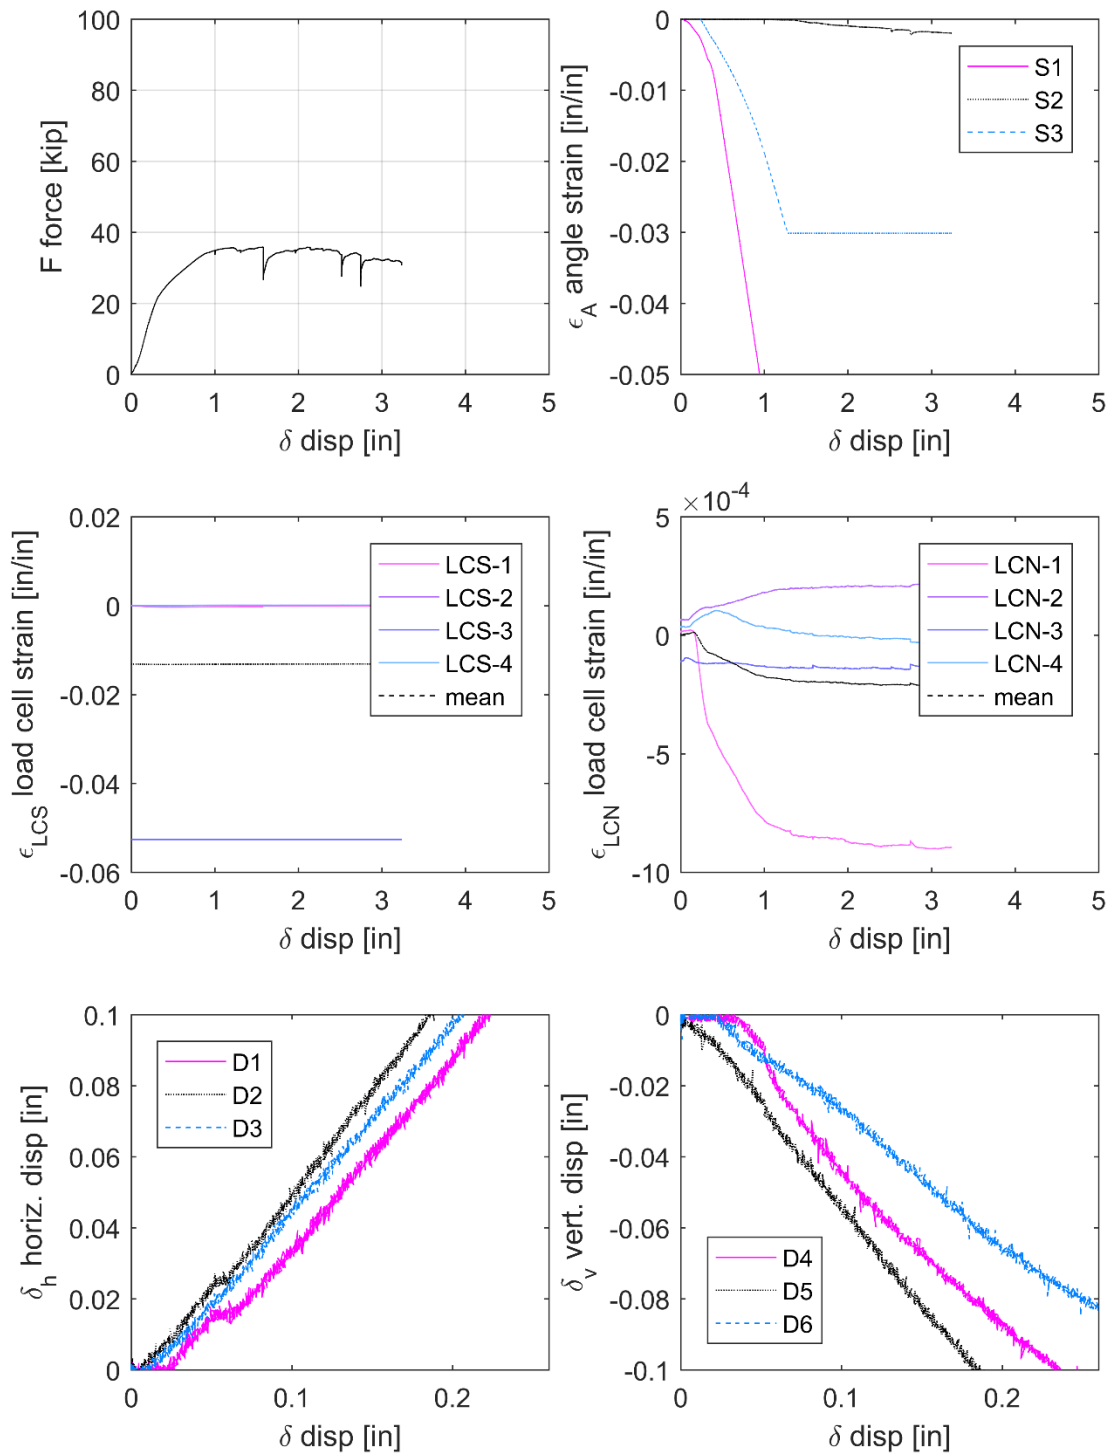 F force [kip]
100
80
60
40
20
0
0 1 2 3 4 5
δ disp [in]
ϵA angle strain [in/in]
0
-0.01
-0.02
-0.03
-0.04
-0.05
S1
S2
S3
0 1 2 3 4 5
δ disp [in]
ϵLCS load cell strain [in/in]
0.02
0
-0.02
-0.04
-0.06
LCS-1
LCS-2
LCS-3
LCS-4
mean
0 1 2 3 4 5
δ disp [in]
ϵLCN load cell strain [in/in]
×10-4
5
0
-5
-10
LCN-1
LCN-2
LCN-3
LCN-4
mean
0 1 2 3 4 5
δ disp [in]
δh horiz. disp [in]
0.1
0.08
0.06
0.04
0.02
0
D1
D2
D3
0 0.1 0.2
δ disp [in]
δv vert. disp [in]
0
-0.02
-0.04
-0.06
-0.08
-0.1
D4
D5
D6
0 0.1 0.2
δ disp [in]